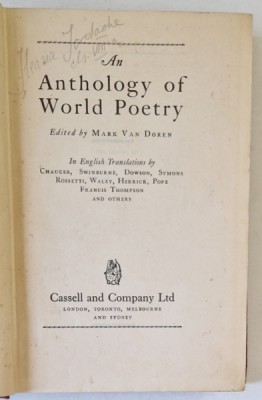 An
Anthology of
World Poetry
Edited by MARK VAN DOREN
In English Translations by
CHAUCER, SWINBURNE, DOWSON, SYMONS
ROSSETTI, WALEY, HERRICK, POPE
FRANCIS THOMPSON
AND OTHERS
Cassell and Company Ltd
LONDON, TORONTO, MELBOURNE
AND SYDNEY